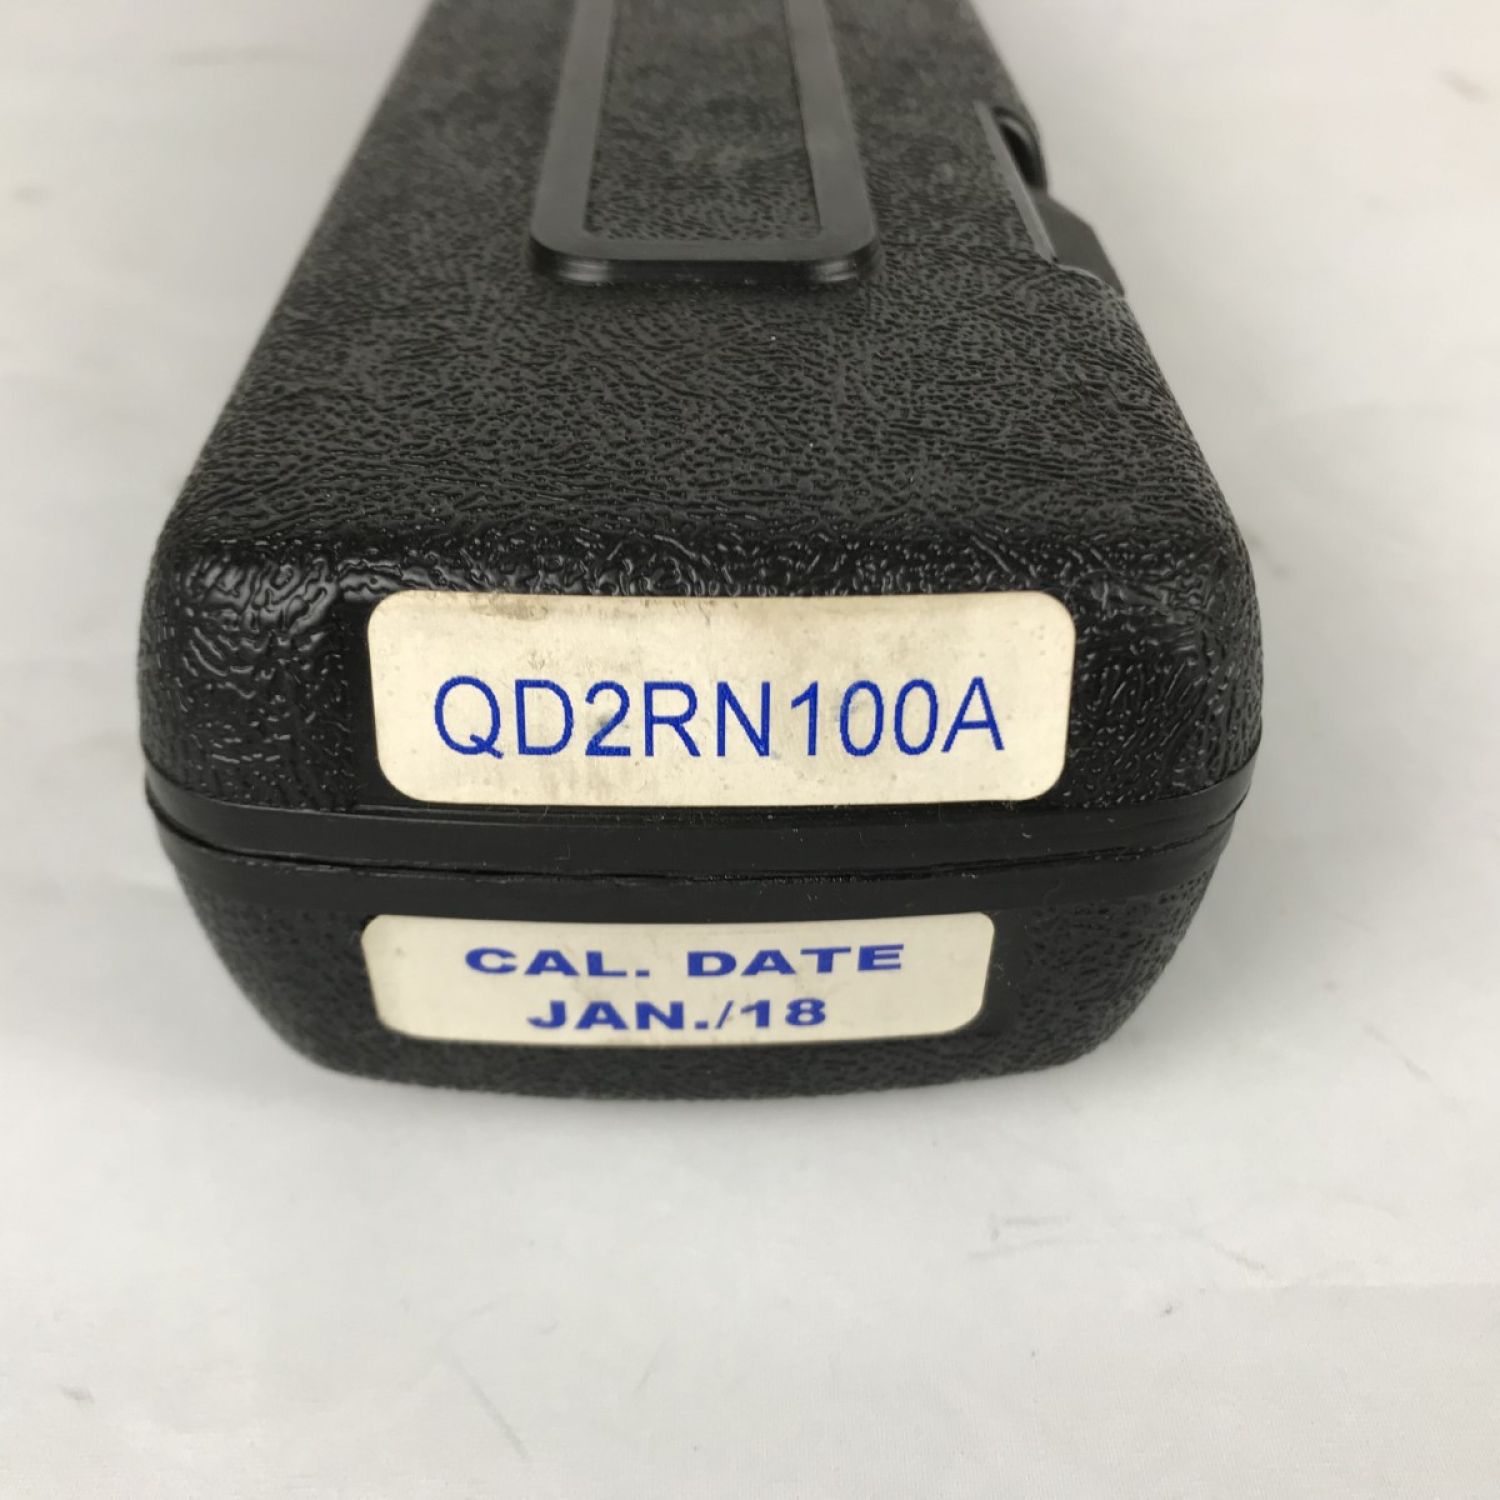 QD2RN100A
CAL. DATE
JAN./18